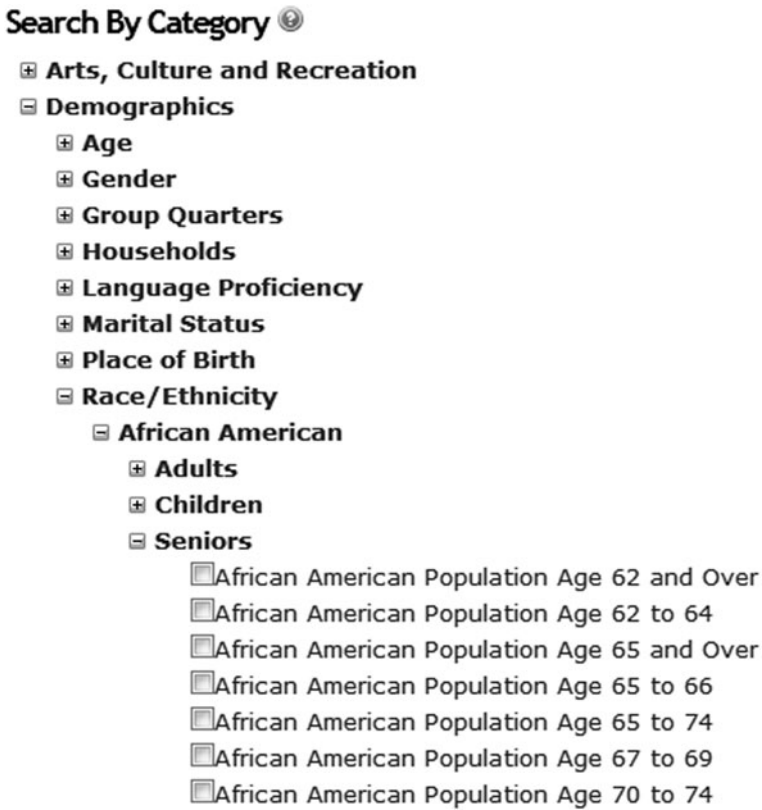 Search By Category
Arts, Culture and Recreation
Demographics
Age
Gender
Group Quarters
Households
Language Proficiency
Marital Status
Place of Birth
Race/Ethnicity
African American
Adults
Children
Seniors
African American Population Age 62 and Over
African American Population Age 62 to 64
African American Population Age 65 and Over
African American Population Age 65 to 66
African American Population Age 65 to 74
African American Population Age 67 to 69
African American Population Age 70 to 74